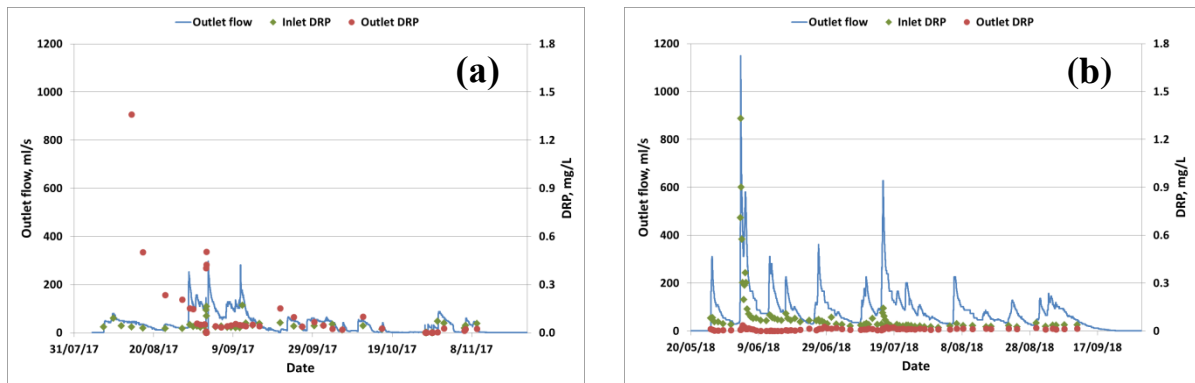 Outlet flow Inlet DRP Outlet DRP
(a)
1200 1.8
1000 1.5
800 1.2
600 0.9
400 0.6
200 0.3
0 0
Outlet flow, ml/s
DRP, mg/L
31/07/17 20/08/17 9/09/17 29/09/17 19/10/17 8/11/17
Date
Outlet flow Inlet DRP Outlet DRP
(b)
1200 1.8
1000 1.5
800 1.2
600 0.9
400 0.6
200 0.3
0 0
Outlet flow, ml/s
DRP, mg/L
20/05/18 9/06/18 29/06/18 19/07/18 8/08/18 28/08/18 17/09/18
Date